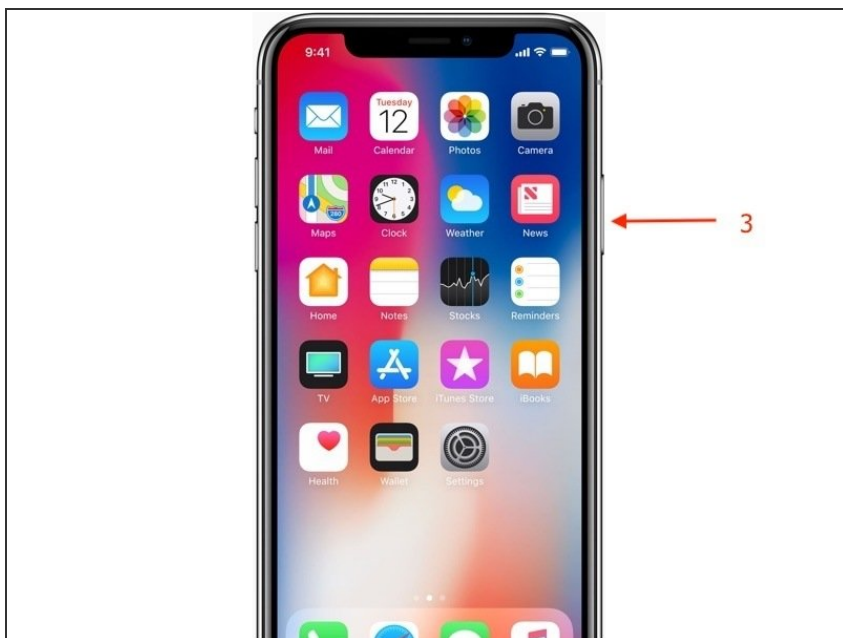 9:41
Tuesday
12
Mail Calendar Photos Camera
280
Maps Clock Weather News
3
Home Notes Stocks Reminders
TV App Store iTunes Store iBooks
Health Wallet Settings